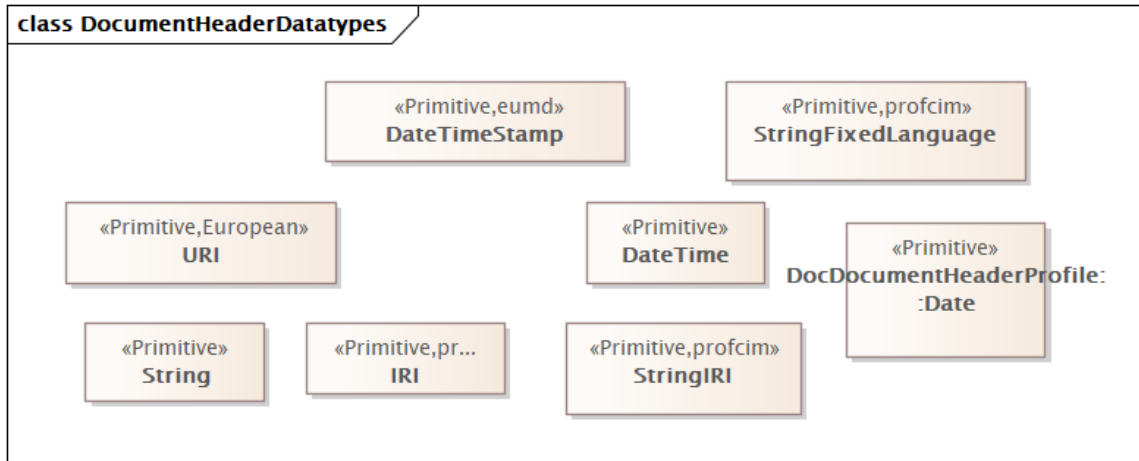 class DocumentHeaderDatatypes
«Primitive,eumd»
DateTimeStamp
«Primitive,profcim»
StringFixedLanguage
«Primitive,European»
URI
«Primitive»
DateTime
«Primitive»
DocDocumentHeaderProfile:
:Date
«Primitive»
String
«Primitive,pr...
IRI
«Primitive,profcim»
StringIRI